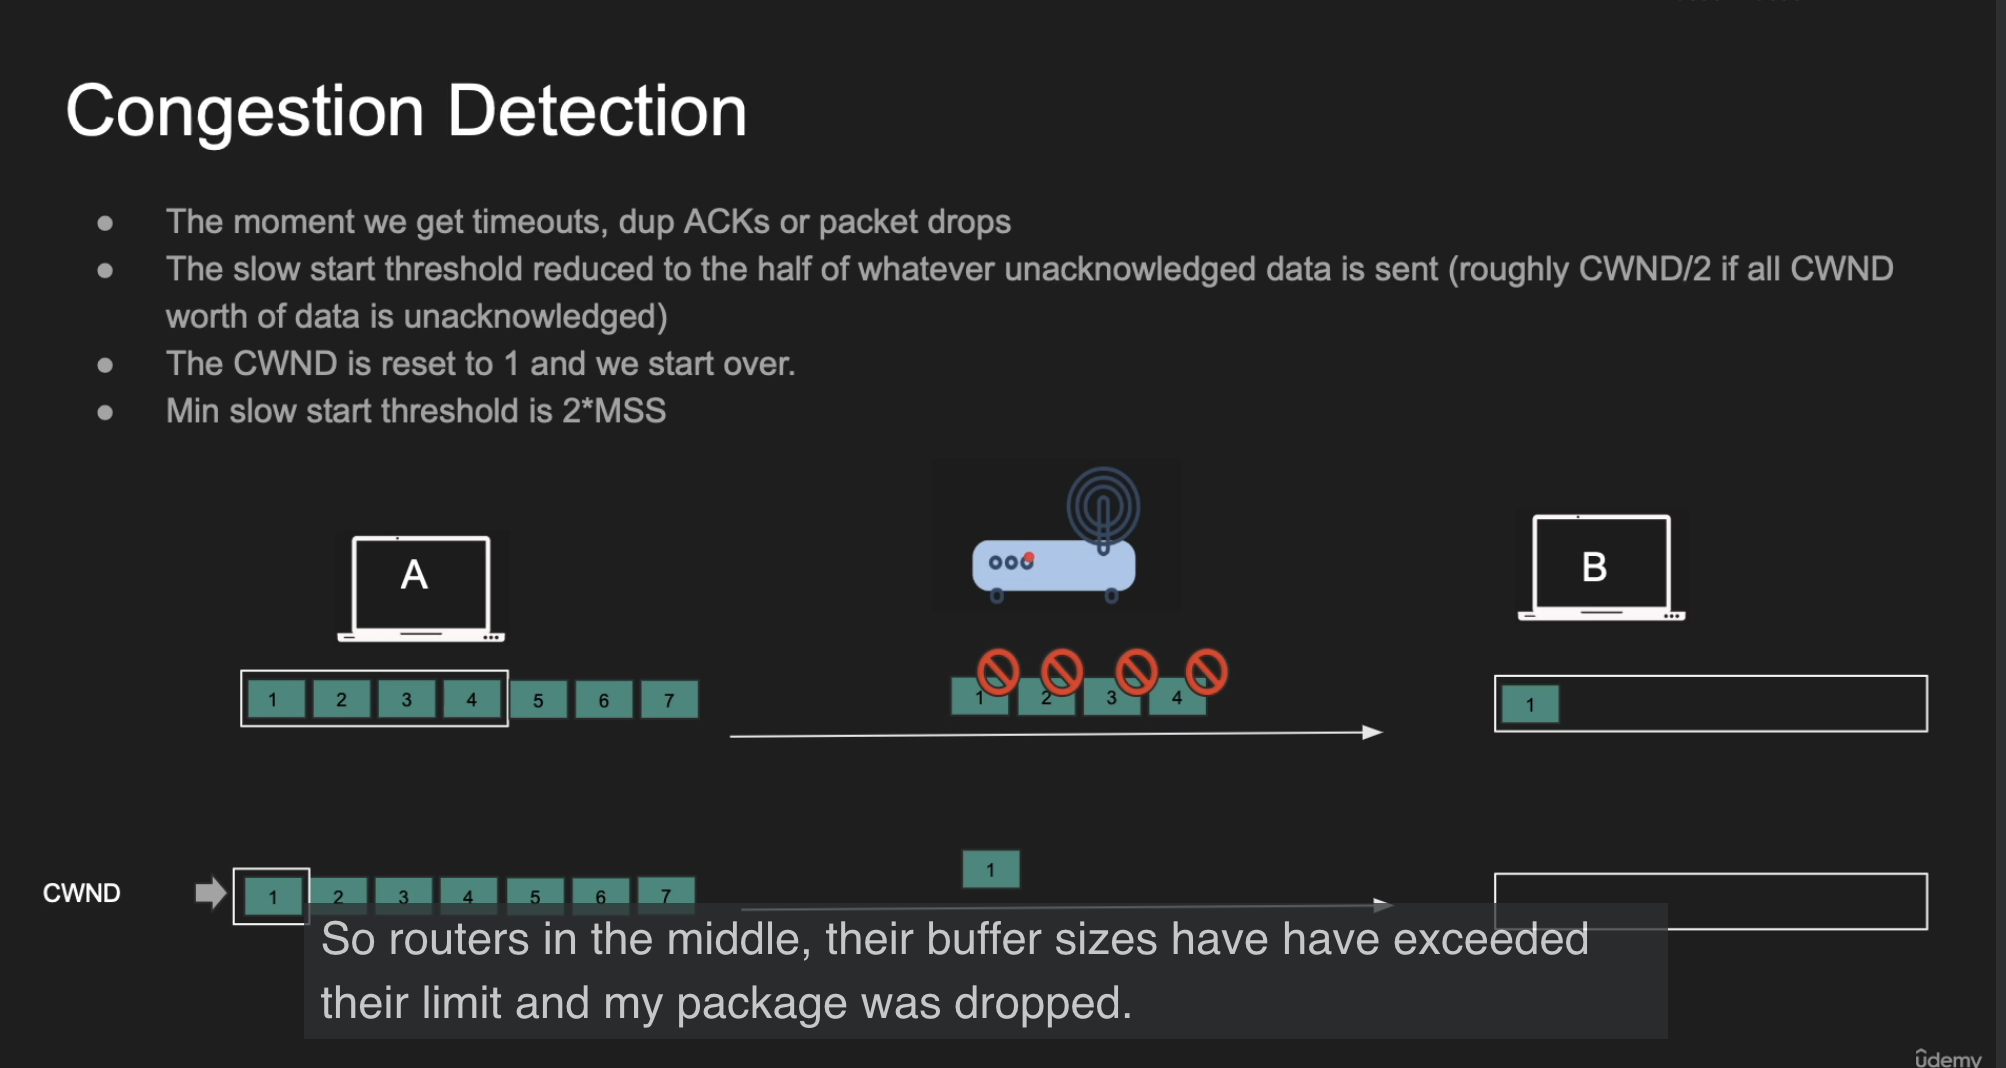 Congestion Detection
● The moment we get timeouts, dup ACKs or packet drops
● The slow start threshold reduced to the half of whatever unacknowledged data is sent (roughly CWND/2 if all CWND
worth of data is unacknowledged)
● The CWND is reset to 1 and we start over.
● Min slow start threshold is 2*MSS
A
B
1 2 3 4 5 6 7
1 2 3 4
1
CWND
1 2 3 4 5 6 7
1
So routers in the middle, their buffer sizes have have exceeded
their limit and my package was dropped.
ûdemy